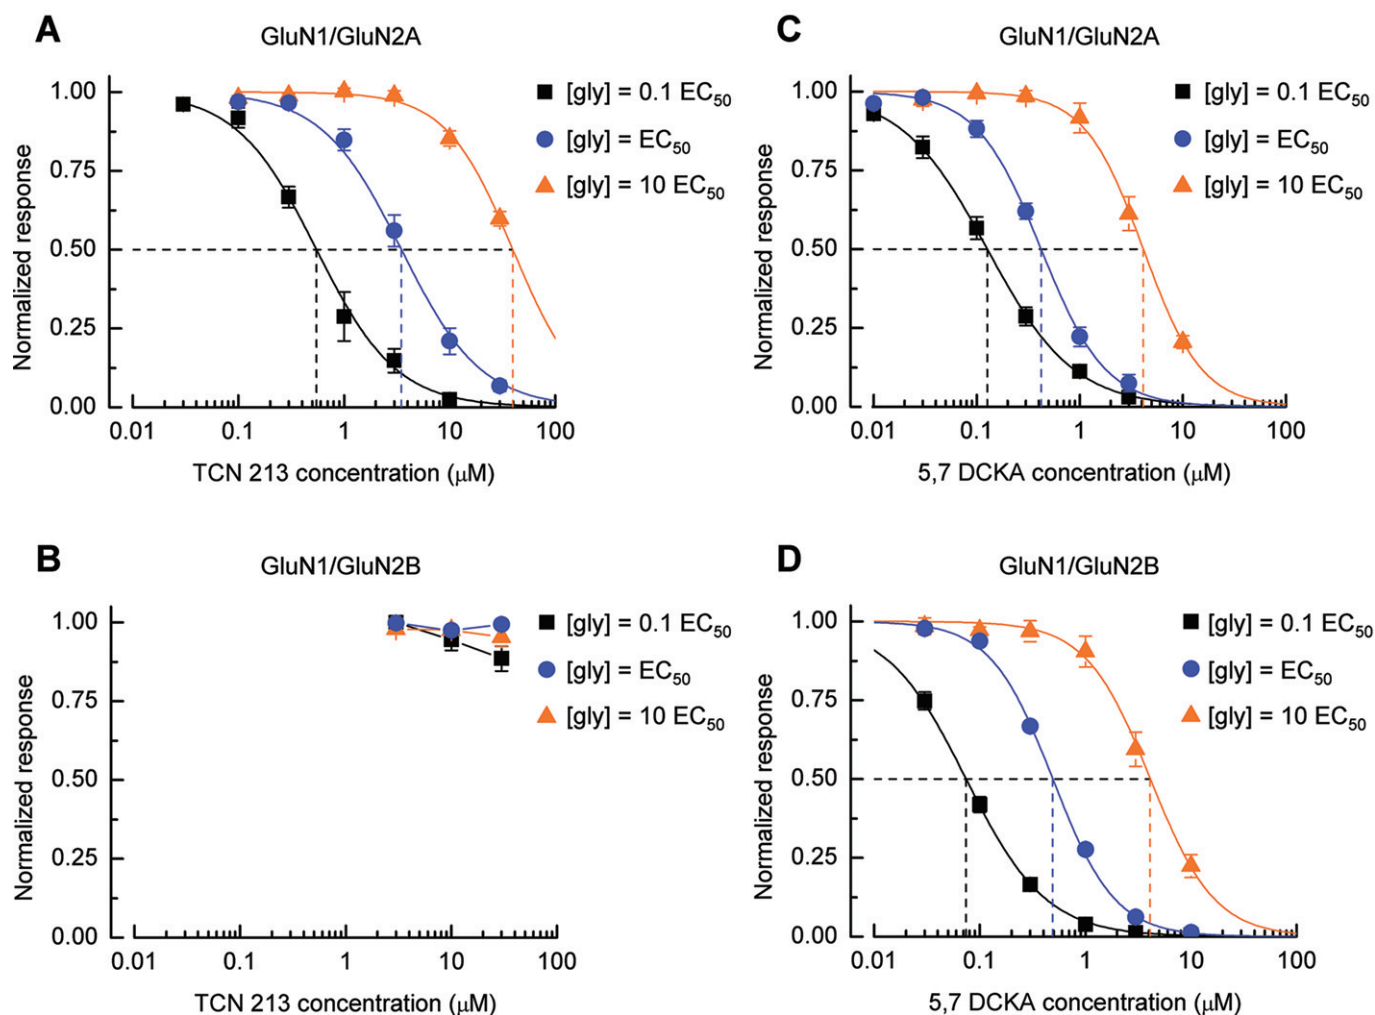 A
GluN1/GluN2A
Normalized response
1.00
0.75
0.50
0.25
0.00
0.01 0.1 1 10 100
TCN 213 concentration (μM)
[gly] = 0.1 EC50
[gly] = EC50
[gly] = 10 EC50
C
GluN1/GluN2A
Normalized response
1.00
0.75
0.50
0.25
0.00
0.01 0.1 1 10 100
5,7 DCKA concentration (μM)
[gly] = 0.1 EC50
[gly] = EC50
[gly] = 10 EC50
B
GluN1/GluN2B
Normalized response
1.00
0.75
0.50
0.25
0.00
0.01 0.1 1 10 100
TCN 213 concentration (μM)
[gly] = 0.1 EC50
[gly] = EC50
[gly] = 10 EC50
D
GluN1/GluN2B
Normalized response
1.00
0.75
0.50
0.25
0.00
0.01 0.1 1 10 100
5,7 DCKA concentration (μM)
[gly] = 0.1 EC50
[gly] = EC50
[gly] = 10 EC50